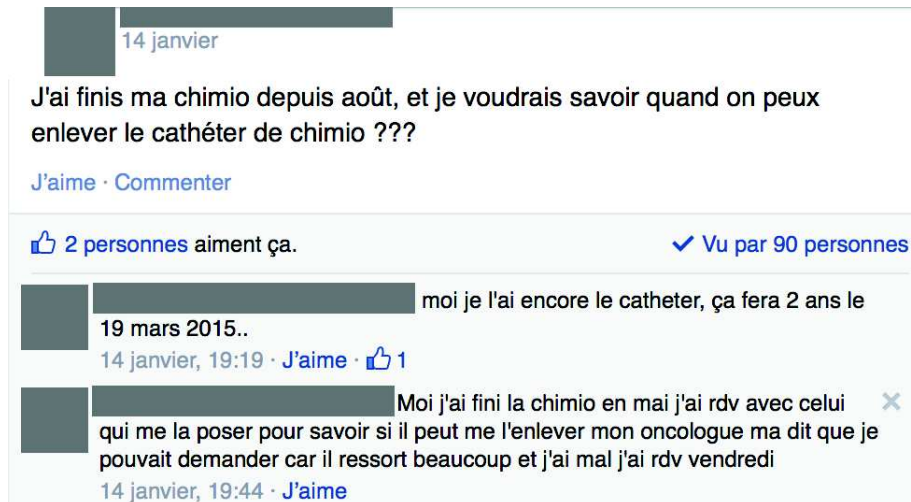 14 janvier
J'ai finis ma chimio depuis août, et je voudrais savoir quand on peux
enlever le cathéter de chimio ???
J'aime · Commenter
2 personnes aiment ça. Vu par 90 personnes
moi je l'ai encore le catheter, ça fera 2 ans le
19 mars 2015..
14 janvier, 19:19 · J'aime · 1
Moi j'ai fini la chimio en mai j'ai rdv avec celui
qui me la poser pour savoir si il peut me l'enlever mon oncologue ma dit que je
pouvait demander car il ressort beaucoup et j'ai mal j'ai rdv vendredi
14 janvier, 19:44 · J'aime